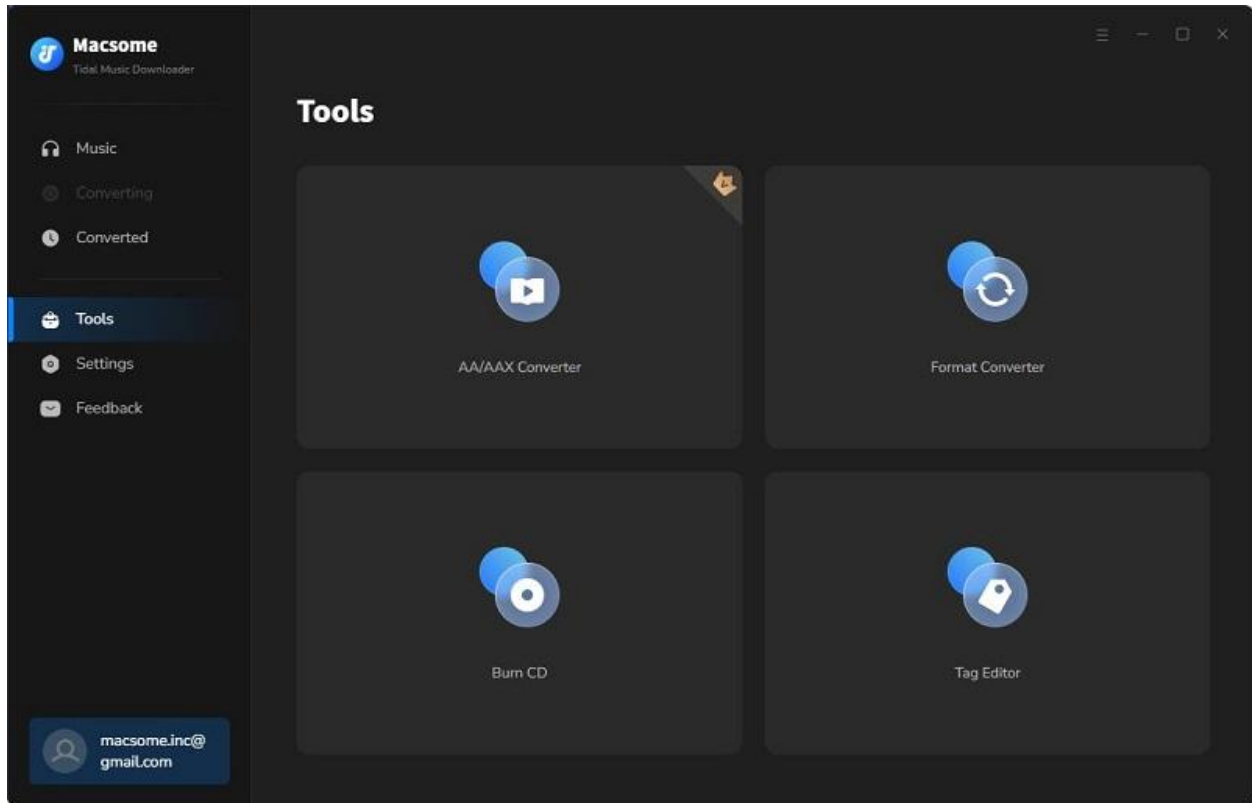 Macsome
Tidal Music Downloader
Music
Converting
Converted
Tools
Settings
Feedback
macsome.inc@
gmail.com
Tools
AA/AAX Converter
Format Converter
Burn CD
Tag Editor